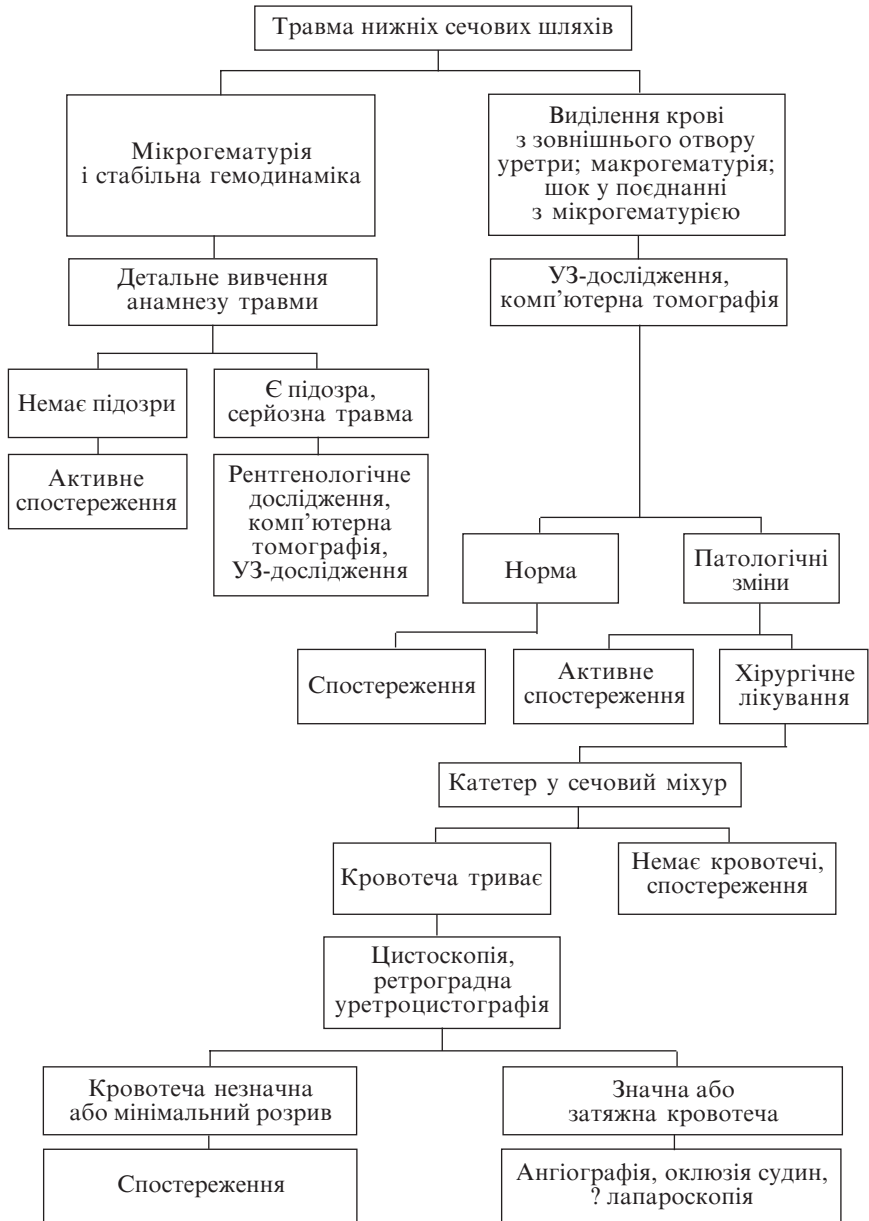 Травма нижніх сечових шляхів
Мікрогематурія
і стабільна гемодинаміка
Виділення крові
з зовнішнього отвору
уретри; макрогематурія;
шок у поєднанні
з мікрогематурією
Детальне вивчення
анамнезу травми
УЗ-дослідження,
комп’ютерна томографія
Немає підозри
Є підозра,
серйозна травма
Активне
спостереження
Рентгенологічне
дослідження,
комп’ютерна
томографія,
УЗ-дослідження
Норма
Патологічні
зміни
Спостереження
Активне
спостереження
Хірургічне
лікування
Катетер у сечовий міхур
Кровотеча триває
Немає кровотечі,
спостереження
Цистоскопія,
ретроградна
уретроцистографія
Кровотеча незначна
або мінімальний розрив
Значна або
затяжна кровотеча
Спостереження
Ангіографія, оклюзія судин,
? лапароскопія